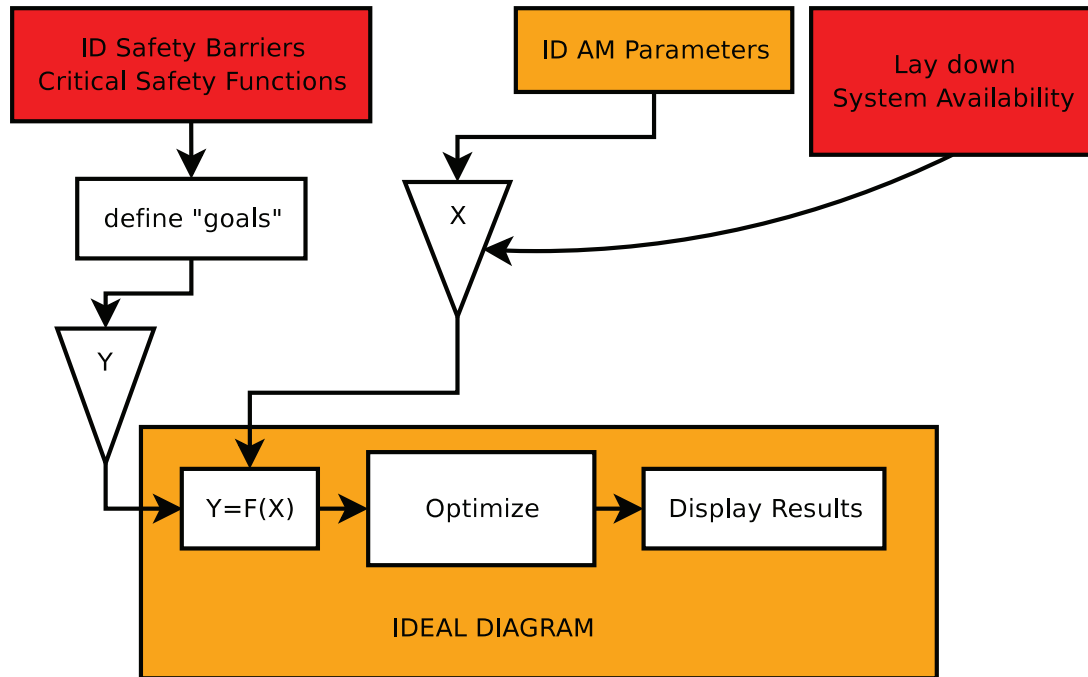 ID Safety Barriers
Critical Safety Functions
ID AM Parameters
Lay down
System Availability
define "goals"
X
Y
Y=F(X)
Optimize
Display Results
IDEAL DIAGRAM